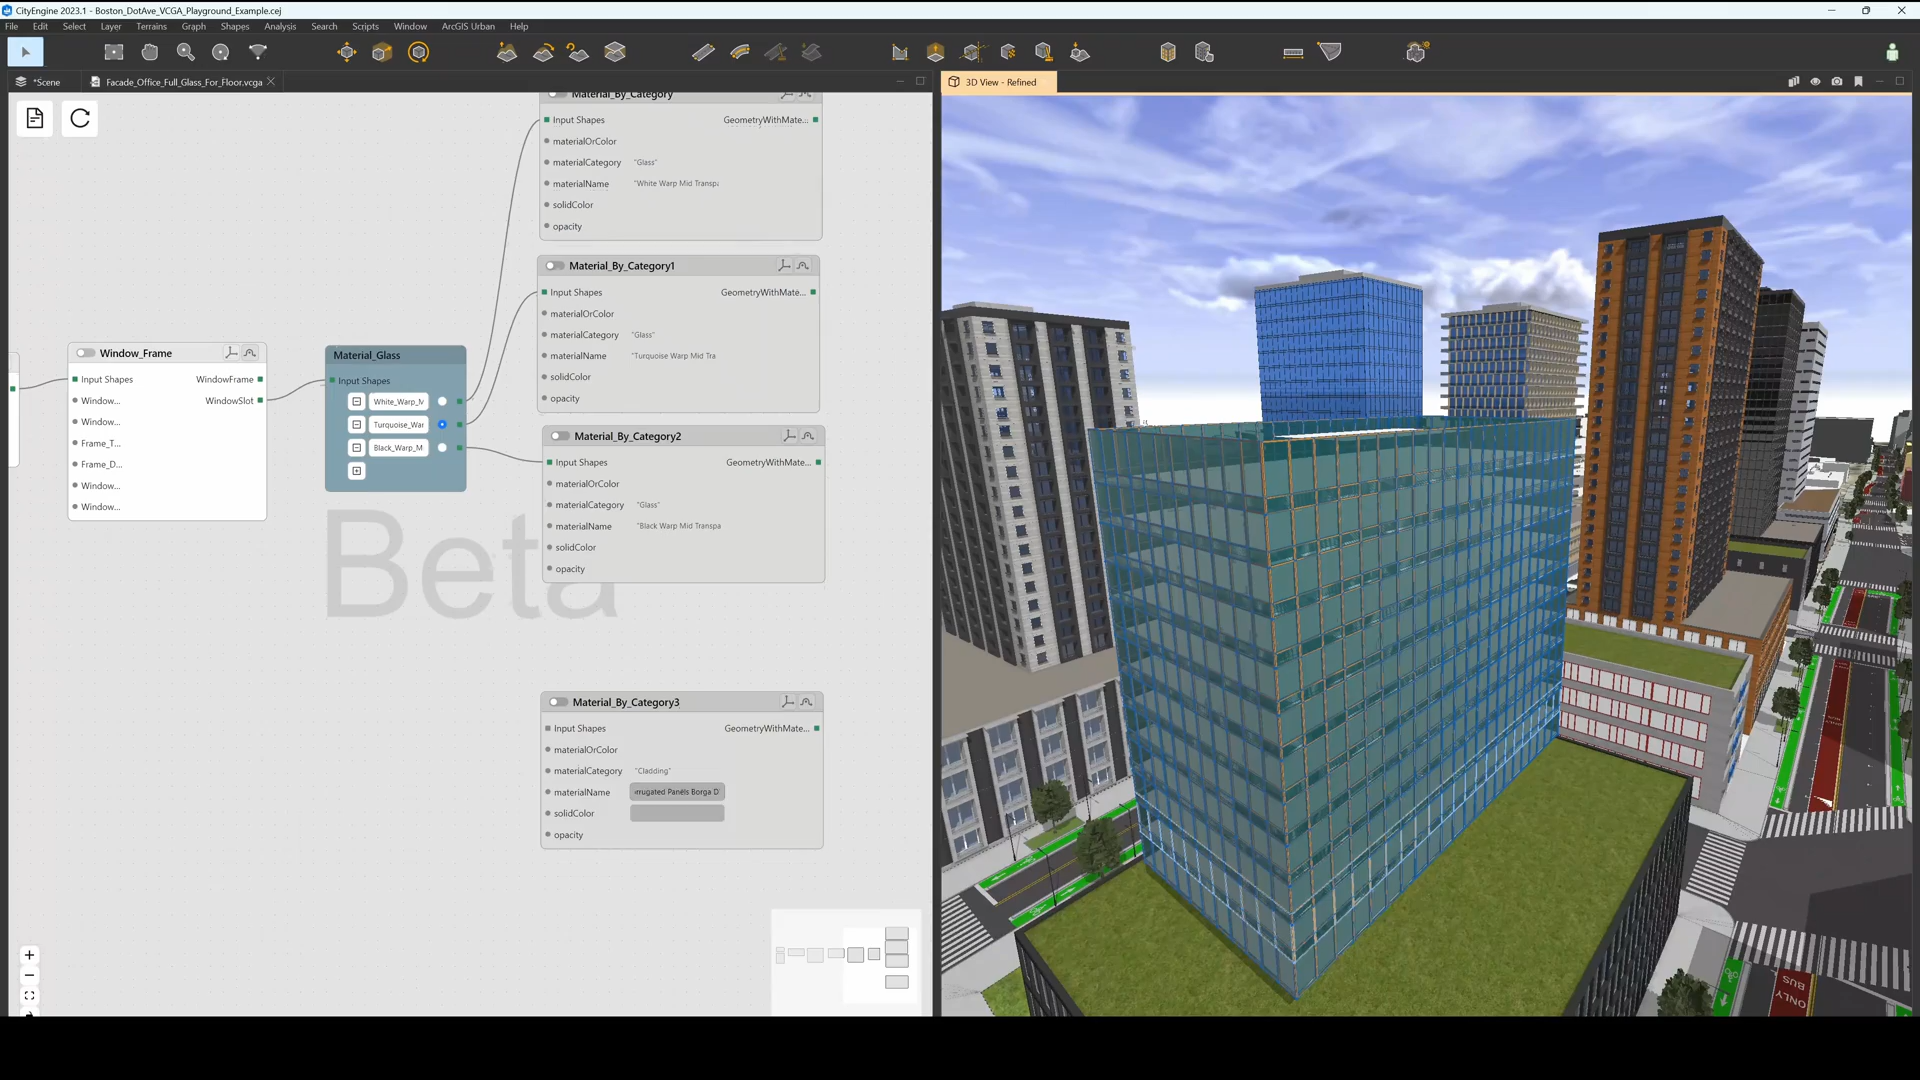 CityEngine 2023.1 - Boston_DotAve_VCGA_Playground_Example.cej
File Edit Select Layer Terrains Graph Shapes Analysis Search Scripts Window ArcGIS Urban Help
*Scene
Facade_Office_Full_Glass_For_Floor.vcga
3D View - Refined
Material_By_Category
Input Shapes GeometryWithMate...
materialOrColor
materialCategory "Glass"
materialName "White Warp Mid Transpa
solidColor
opacity
Material_By_Category1
Input Shapes GeometryWithMate...
materialOrColor
materialCategory "Glass"
materialName "Turquoise Warp Mid Tra
solidColor
opacity
Window_Frame
Input Shapes WindowFrame
Window... WindowSlot
Window...
Frame_T...
Frame_D...
Window...
Window...
Material_Glass
Input Shapes
White_Warp_M
Turquoise_War
Black_Warp_M
Material_By_Category2
Input Shapes GeometryWithMate...
materialOrColor
materialCategory "Glass"
materialName "Black Warp Mid Transpa
solidColor
opacity
Beta
Material_By_Category3
Input Shapes GeometryWithMate...
materialOrColor
materialCategory "Cladding"
materialName rrugated Panels Borga D
solidColor
opacity
BUS
ONLY